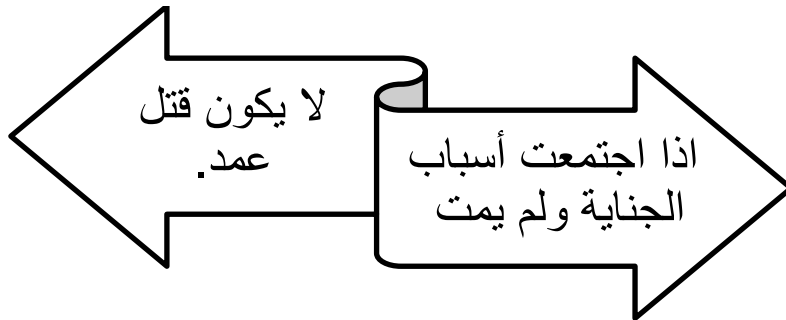 اذا اجتمعت أسباب
الجناية ولم يمت
لا يكون قتل
عمد.